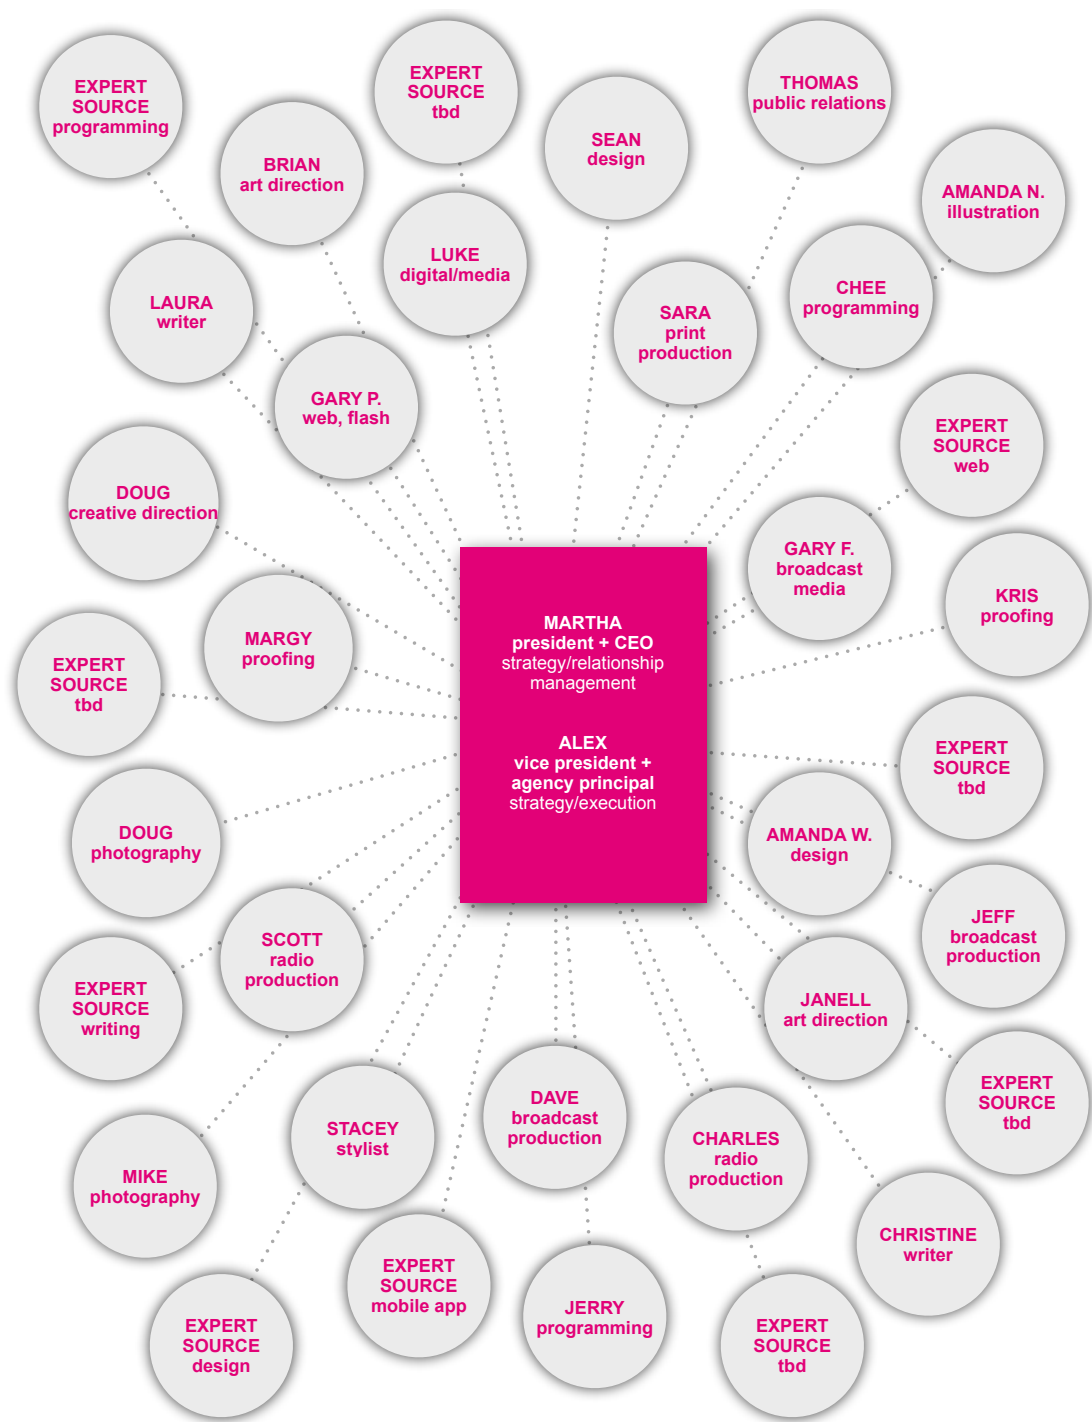 EXPERT
SOURCE
programming
EXPERT
SOURCE
tbd
THOMAS
public relations
SEAN
design
BRIAN
art direction
AMANDA N.
illustration
LUKE
digital/media
CHEE
programming
LAURA
writer
SARA
print
production
GARY P.
web, flash
EXPERT
SOURCE
web
DOUG
creative direction
GARY F.
broadcast
media
KRIS
proofing
MARGY
proofing
EXPERT
SOURCE
tbd
MARTHA
president + CEO
strategy/relationship
management
ALEX
vice president +
agency principal
strategy/execution
EXPERT
SOURCE
tbd
DOUG
photography
AMANDA W.
design
JEFF
broadcast
production
SCOTT
radio
production
EXPERT
SOURCE
writing
JANELL
art direction
EXPERT
SOURCE
tbd
STACEY
stylist
DAVE
broadcast
production
CHARLES
radio
production
MIKE
photography
CHRISTINE
writer
EXPERT
SOURCE
mobile app
JERRY
programming
EXPERT
SOURCE
design
EXPERT
SOURCE
tbd